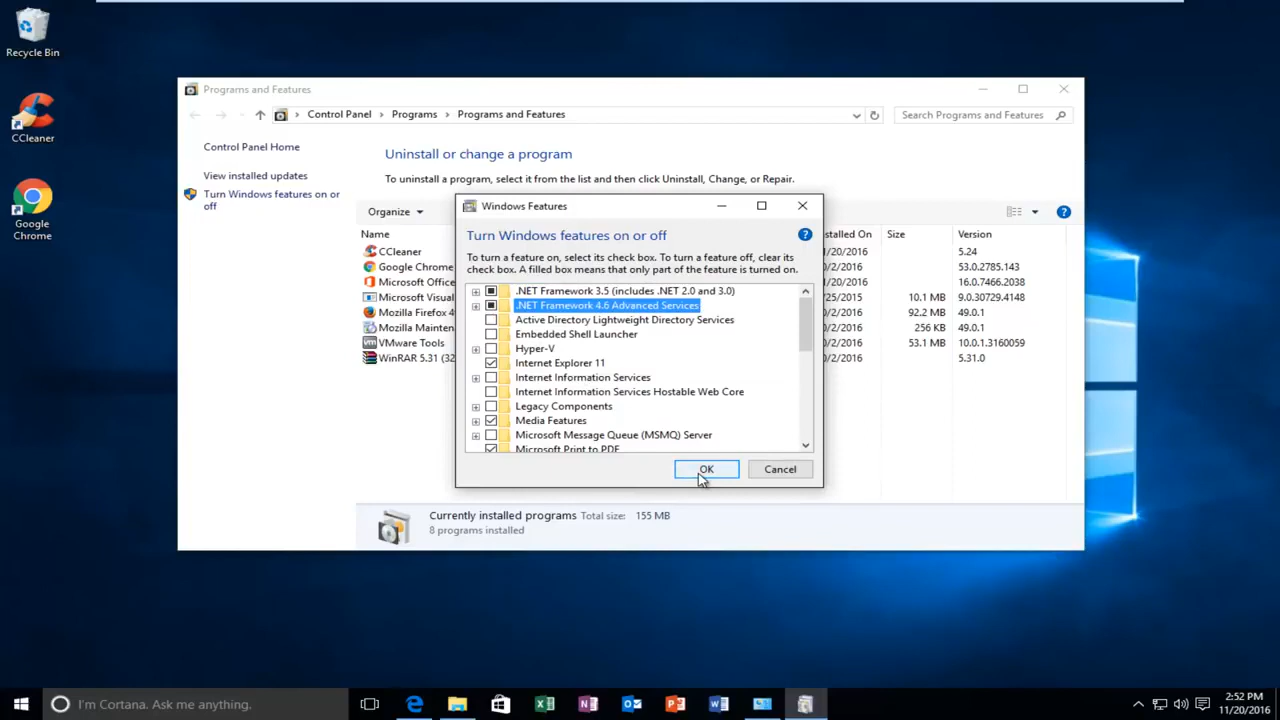 Recycle Bin
CCleaner
Google
Chrome
Programs and Features
Control Panel > Programs > Programs and Features
Search Programs and Features
Control Panel Home
View installed updates
Turn Windows features on or
off
Uninstall or change a program
To uninstall a program, select it from the list and then click Uninstall, Change, or Repair.
Organize
Name
stalled On
Size
Version
CCleaner
/20/2016
5.24
Google Chrome
/2/2016
53.0.2785.143
Microsoft Office
/20/2016
16.0.7466.2038
Microsoft Visual
/25/2015
10.1 MB
9.0.30729.4148
Mozilla Firefox 4
/2/2016
92.2 MB
49.0.1
Mozilla Mainten
/2/2016
256 KB
49.0.1
VMware Tools
/2/2016
53.1 MB
10.0.1.3160059
WinRAR 5.31 (32
/2/2016
5.31.0
Windows Features
Turn Windows features on or off
To turn a feature on, select its check box. To turn a feature off, clear its
check box. A filled box means that only part of the feature is turned on.
.NET Framework 3.5 (includes .NET 2.0 and 3.0)
.NET Framework 4.6 Advanced Services
Active Directory Lightweight Directory Services
Embedded Shell Launcher
Hyper-V
Internet Explorer 11
Internet Information Services
Internet Information Services Hostable Web Core
Legacy Components
Media Features
Microsoft Message Queue (MSMQ) Server
Microsoft Print to PDF
OK
Cancel
Currently installed programs Total size: 155 MB
8 programs installed
I'm Cortana. Ask me anything.
2:52 PM
11/20/2016